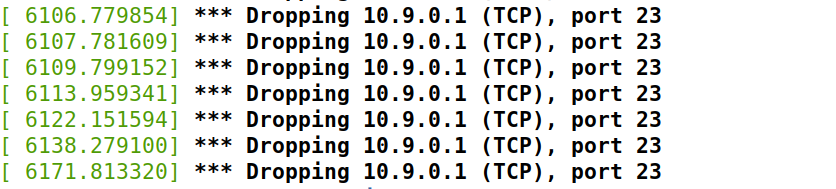 [ 6106.779854] *** Dropping 10.9.0.1 (TCP), port 23
[ 6107.781609] *** Dropping 10.9.0.1 (TCP), port 23
[ 6109.799152] *** Dropping 10.9.0.1 (TCP), port 23
[ 6113.959341] *** Dropping 10.9.0.1 (TCP), port 23
[ 6122.151594] *** Dropping 10.9.0.1 (TCP), port 23
[ 6138.279100] *** Dropping 10.9.0.1 (TCP), port 23
[ 6171.813320] *** Dropping 10.9.0.1 (TCP), port 23